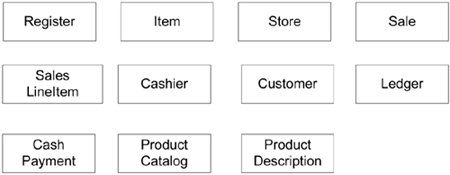 Register
Item
Store
Sale
Sales
LineItem
Cashier
Customer
Ledger
Cash
Payment
Product
Catalog
Product
Description